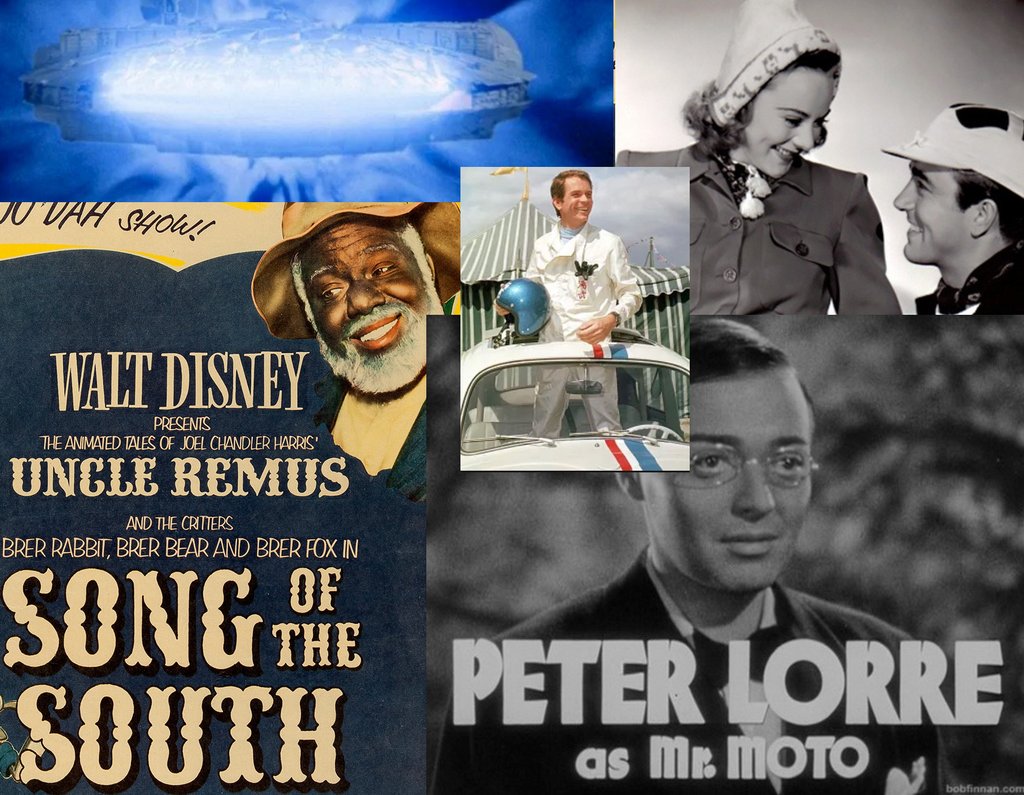 SHOW!
WALT DISNEY
PRESENTS
THE ANIMATED TALES OF JOEL CHANDLER HARRIS'
UNCLE REMUS
AND THE CRITTERS
BRER RABBIT, BRER BEAR AND BRER FOX IN
SONG OF THE
SOUTH
PETER LORRE
as Mr. MOTO
bobfinnan.com